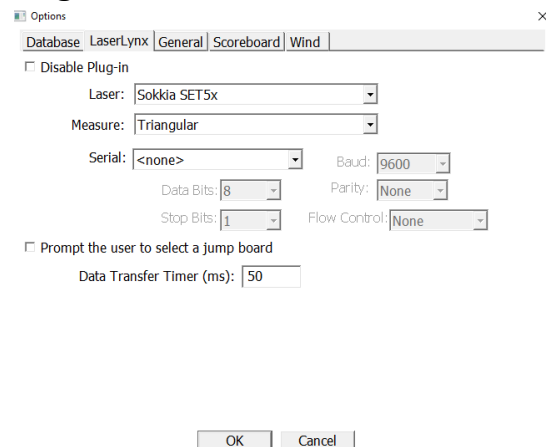 Options
Database LaserLynx General Scoreboard Wind
Disable Plug-in
Laser: Sokkia SET5x
Measure: Triangular
Serial: <none> Baud: 9600
Data Bits: 8 Parity: None
Stop Bits: 1 Flow Control: None
Prompt the user to select a jump board
Data Transfer Timer (ms): 50
OK Cancel